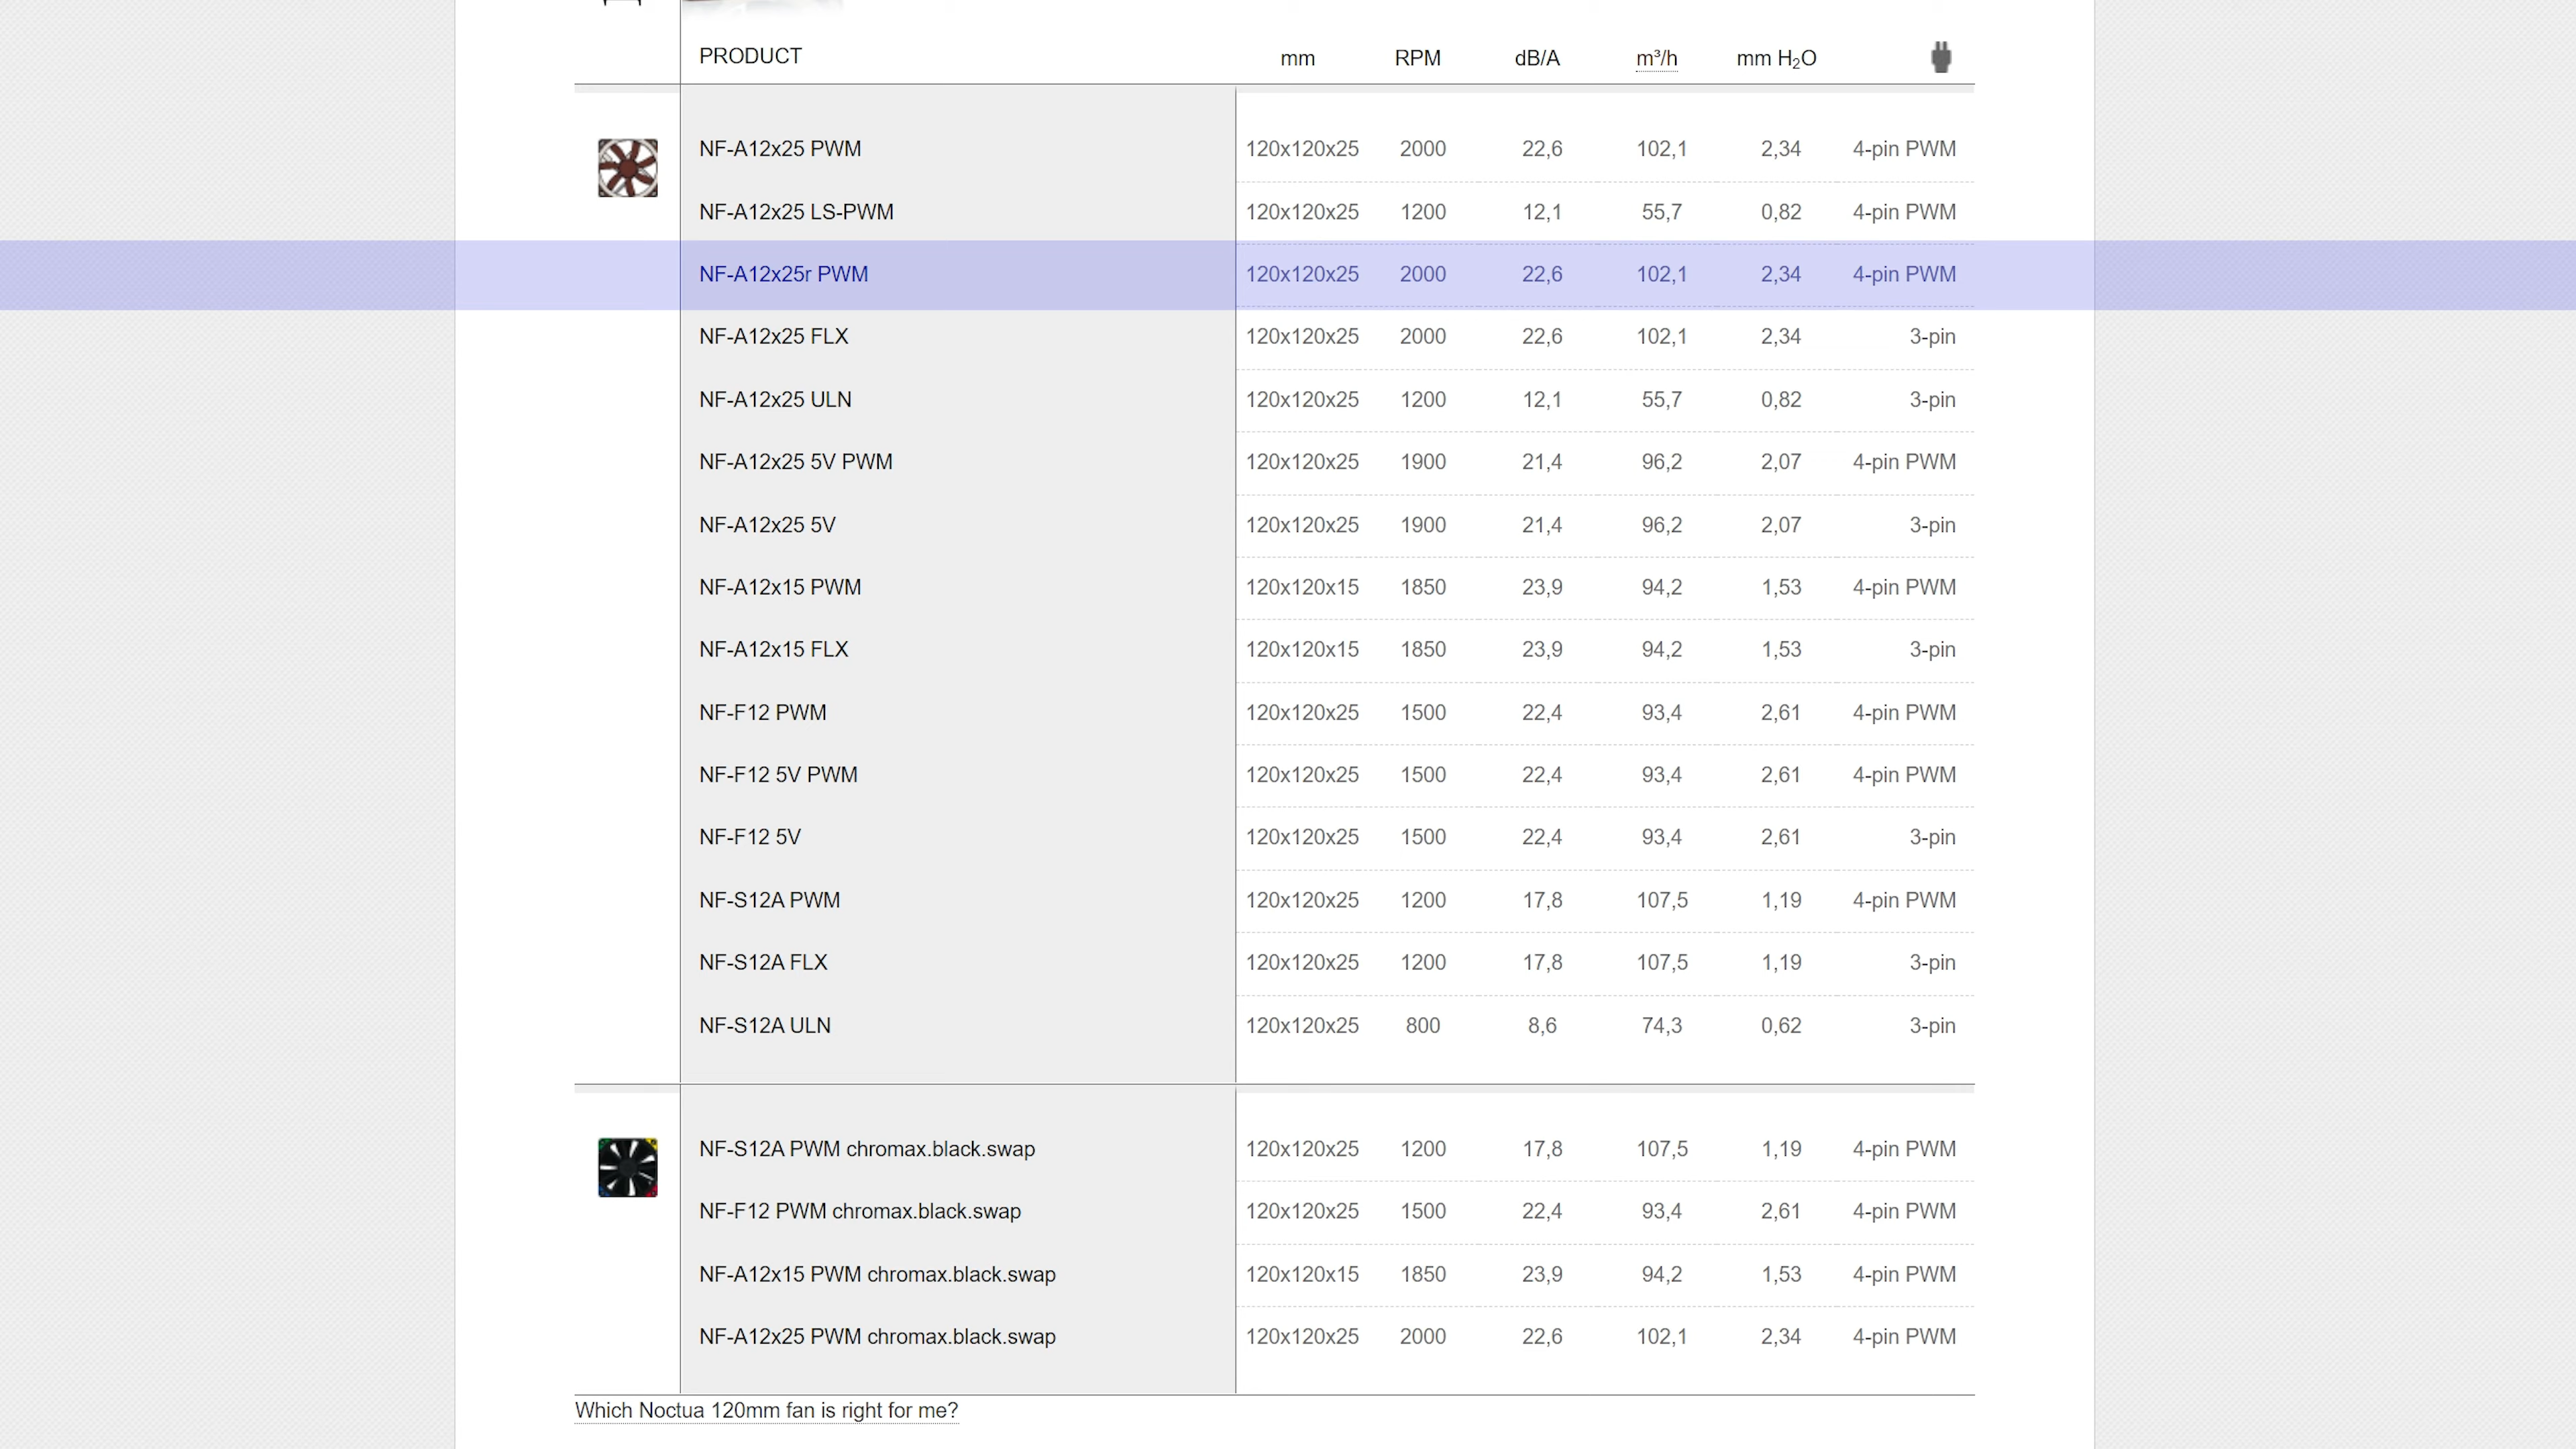 PRODUCT mm RPM dB/A m³/h mm H₂O
NF-A12x25 PWM 120x120x25 2000 22,6 102,1 2,34 4-pin PWM
NF-A12x25 LS-PWM 120x120x25 1200 12,1 55,7 0,82 4-pin PWM
NF-A12x25r PWM 120x120x25 2000 22,6 102,1 2,34 4-pin PWM
NF-A12x25 FLX 120x120x25 2000 22,6 102,1 2,34 3-pin
NF-A12x25 ULN 120x120x25 1200 12,1 55,7 0,82 3-pin
NF-A12x25 5V PWM 120x120x25 1900 21,4 96,2 2,07 4-pin PWM
NF-A12x25 5V 120x120x25 1900 21,4 96,2 2,07 3-pin
NF-A12x15 PWM 120x120x15 1850 23,9 94,2 1,53 4-pin PWM
NF-A12x15 FLX 120x120x15 1850 23,9 94,2 1,53 3-pin
NF-F12 PWM 120x120x25 1500 22,4 93,4 2,61 4-pin PWM
NF-F12 5V PWM 120x120x25 1500 22,4 93,4 2,61 4-pin PWM
NF-F12 5V 120x120x25 1500 22,4 93,4 2,61 3-pin
NF-S12A PWM 120x120x25 1200 17,8 107,5 1,19 4-pin PWM
NF-S12A FLX 120x120x25 1200 17,8 107,5 1,19 3-pin
NF-S12A ULN 120x120x25 800 8,6 74,3 0,62 3-pin
NF-S12A PWM chromax.black.swap 120x120x25 1200 17,8 107,5 1,19 4-pin PWM
NF-F12 PWM chromax.black.swap 120x120x25 1500 22,4 93,4 2,61 4-pin PWM
NF-A12x15 PWM chromax.black.swap 120x120x15 1850 23,9 94,2 1,53 4-pin PWM
NF-A12x25 PWM chromax.black.swap 120x120x25 2000 22,6 102,1 2,34 4-pin PWM
Which Noctua 120mm fan is right for me?